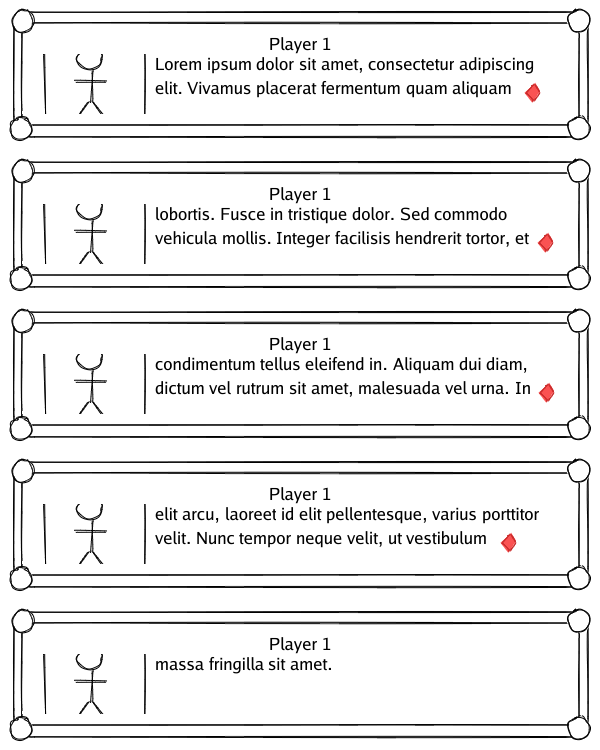 Player 1
Lorem ipsum dolor sit amet, consectetur adipiscing
elit. Vivamus placerat fermentum quam aliquam
Player 1
lobortis. Fusce in tristique dolor. Sed commodo
vehicula mollis. Integer facilisis hendrerit tortor, et
Player 1
condimentum tellus eleifend in. Aliquam dui diam,
dictum vel rutrum sit amet, malesuada vel urna. In
Player 1
elit arcu, laoreet id elit pellentesque, varius porttitor
velit. Nunc tempor neque velit, ut vestibulum
Player 1
massa fringilla sit amet.